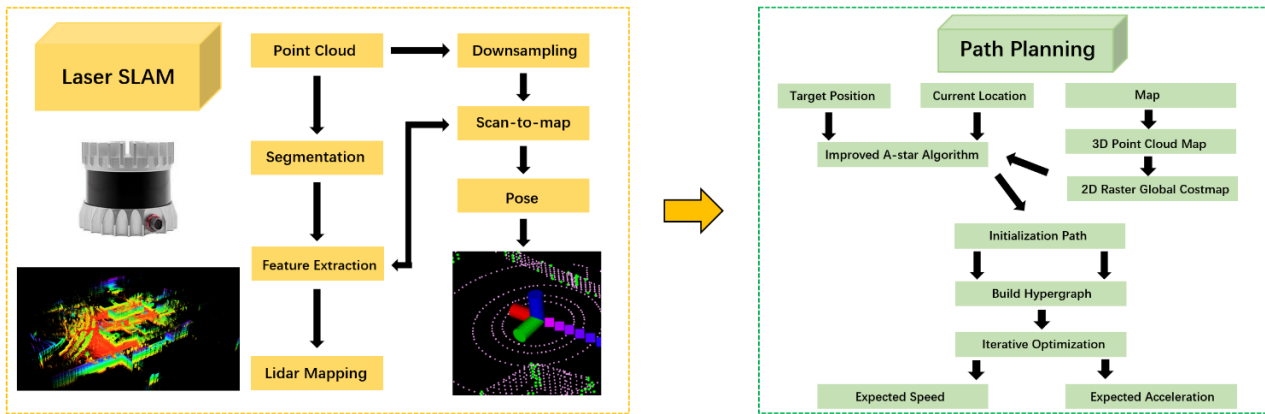 Laser SLAM
Point Cloud
Downsampling
Scan-to-map
Segmentation
Pose
Feature Extraction
Lidar Mapping
Path Planning
Target Position
Current Location
Map
Improved A-star Algorithm
3D Point Cloud Map
2D Raster Global Costmap
Initialization Path
Build Hypergraph
Iterative Optimization
Expected Speed
Expected Acceleration